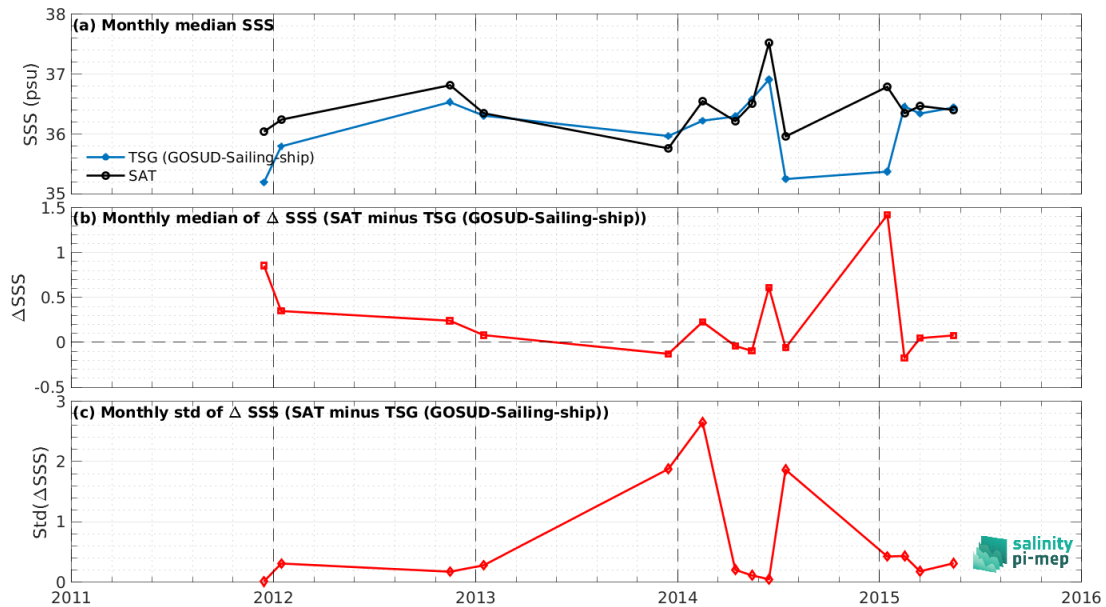 (a) Monthly median SSS
38
37
36
35
SSS (psu)
TSG (GOSUD-Sailing-ship)
SAT
(b) Monthly median of Δ SSS (SAT minus TSG (GOSUD-Sailing-ship))
1.5
1
0.5
0
-0.5
ΔSSS
(c) Monthly std of Δ SSS (SAT minus TSG (GOSUD-Sailing-ship))
3
2
1
0
Std(ΔSSS)
salinity
pi-mep
2011 2012 2013 2014 2015 2016